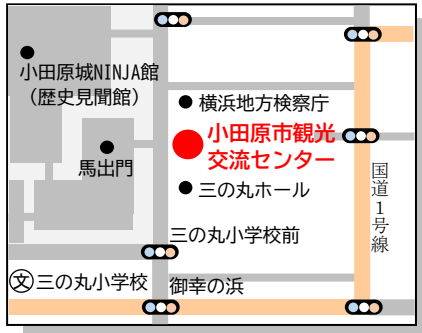 小田原城NINJA館
(歴史見聞館)
横浜地方検察庁
小田原市観光
交流センター
馬出門
三の丸ホール
国道1号線
三の丸小学校前
文 三の丸小学校
御幸の浜